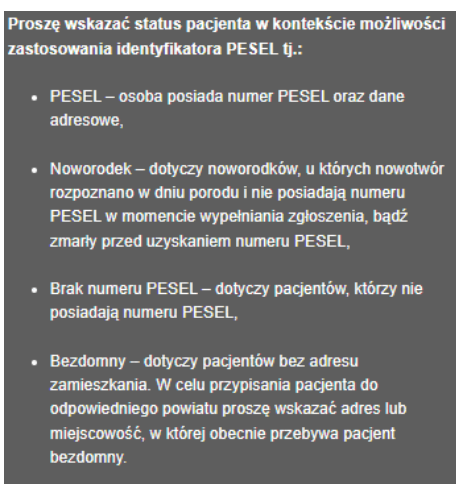 Proszę wskazać status pacjenta w kontekście możliwości
zastosowania identyfikatora PESEL tj.:
• PESEL – osoba posiada numer PESEL oraz dane
adresowe,
• Noworodek – dotyczy noworodków, u których nowotwór
rozpoznano w dniu porodu i nie posiadają numeru
PESEL w momencie wypełniania zgłoszenia, bądź
zmarły przed uzyskaniem numeru PESEL,
• Brak numeru PESEL – dotyczy pacjentów, którzy nie
posiadają numeru PESEL,
• Bezdomny – dotyczy pacjentów bez adresu
zamieszkania. W celu przypisania pacjenta do
odpowiedniego powiatu proszę wskazać adres lub
miejscowość, w której obecnie przebywa pacjent
bezdomny.